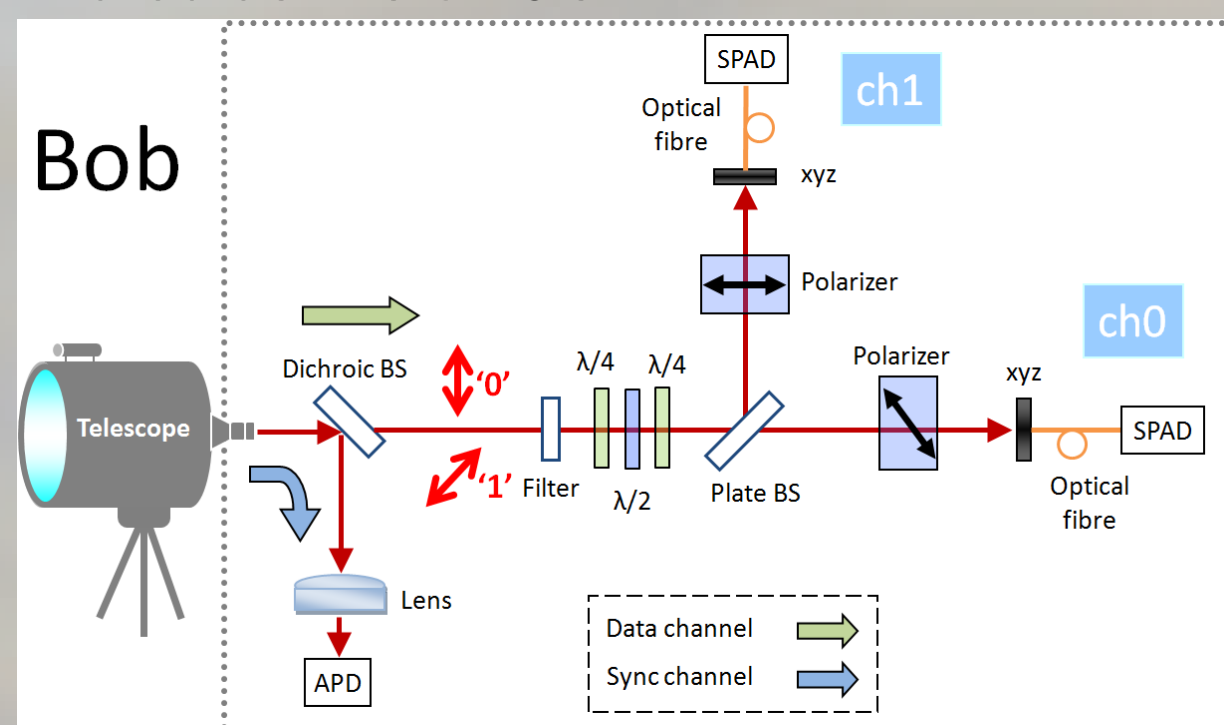 SPAD
ch1
Optical
fibre
Bob
xyz
Polarizer
ch0
Dichroic BS
λ/4
λ/4
Polarizer
xyz
‘0’
Telescope
SPAD
‘1’
Filter
λ/2
Plate BS
Optical
fibre
Lens
Data channel
Sync channel
APD